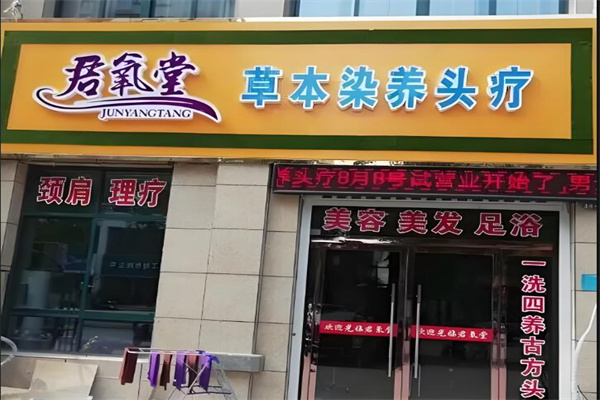 君氧堂
JUNYANGTANG
草本染养头疗
头疗8月8号试营业开始了,男
颈肩 理疗
美容 美发 足浴
一洗四养古方头
欢迎光临君氧堂
欢迎光临君氧堂